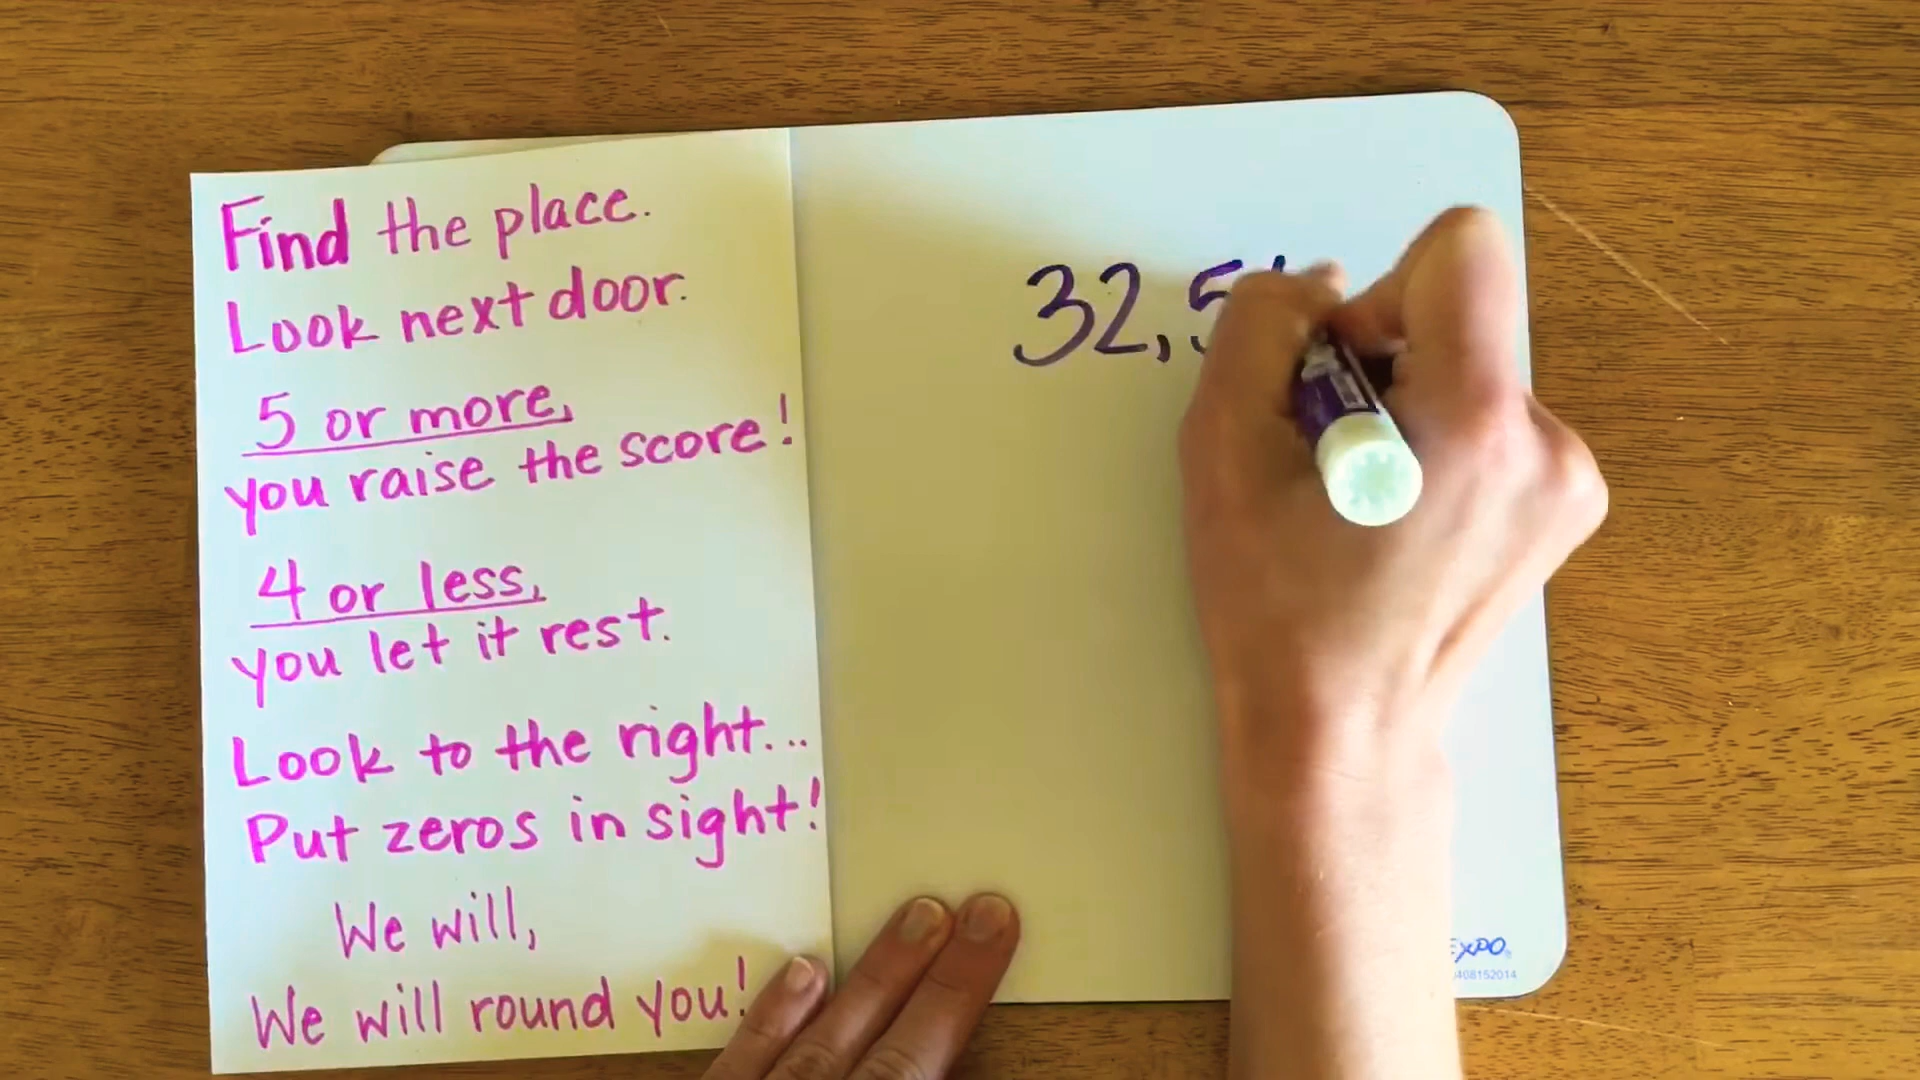 Find the place.
Look next door.
5 or more,
you raise the score!
4 or less,
you let it rest.
Look to the right...
Put zeros in sight!
We will,
We will round you!
32,5
EXPO
0408152014